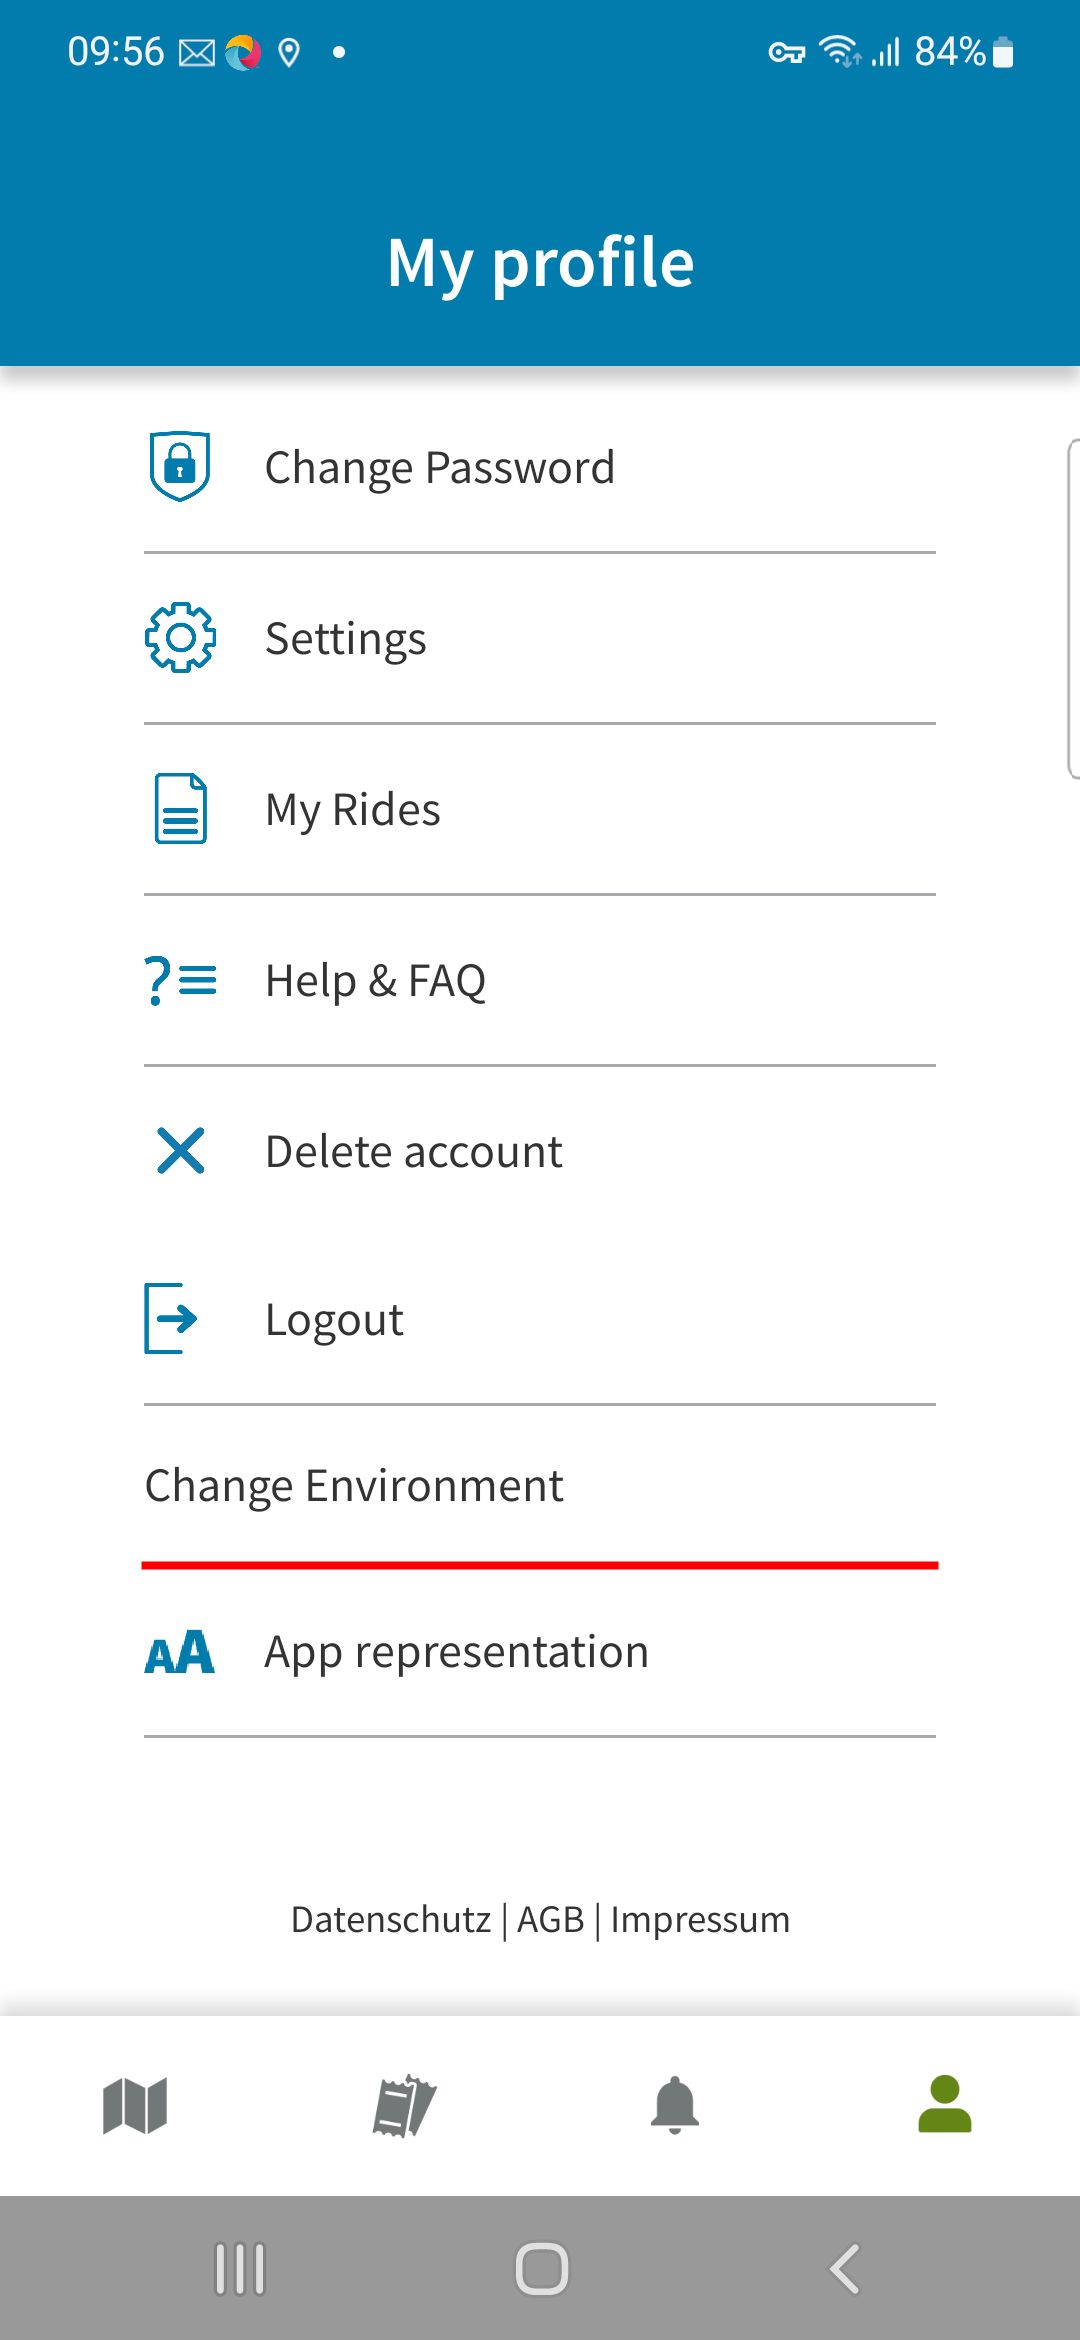 09:56 84%
My profile
Change Password
Settings
My Rides
Help & FAQ
Delete account
Logout
Change Environment
AA App representation
Datenschutz | AGB | Impressum